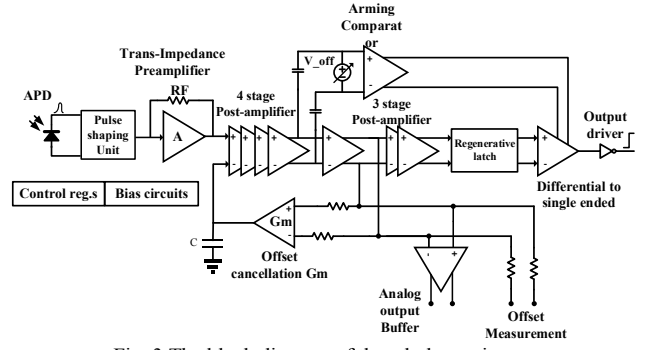 Arming
Comparat
or
V_off
Trans-Impedance
Preamplifier
RF
APD
4 stage
Post-amplifier
3 stage
Post-amplifier
Pulse
shaping
Unit
A
+
-
Regenerative
latch
Output
driver
Differential to
single ended
Control reg.s
Bias circuits
Gm
C
Offset
cancellation Gm
Analog
output
Buffer
Offset
Measurement